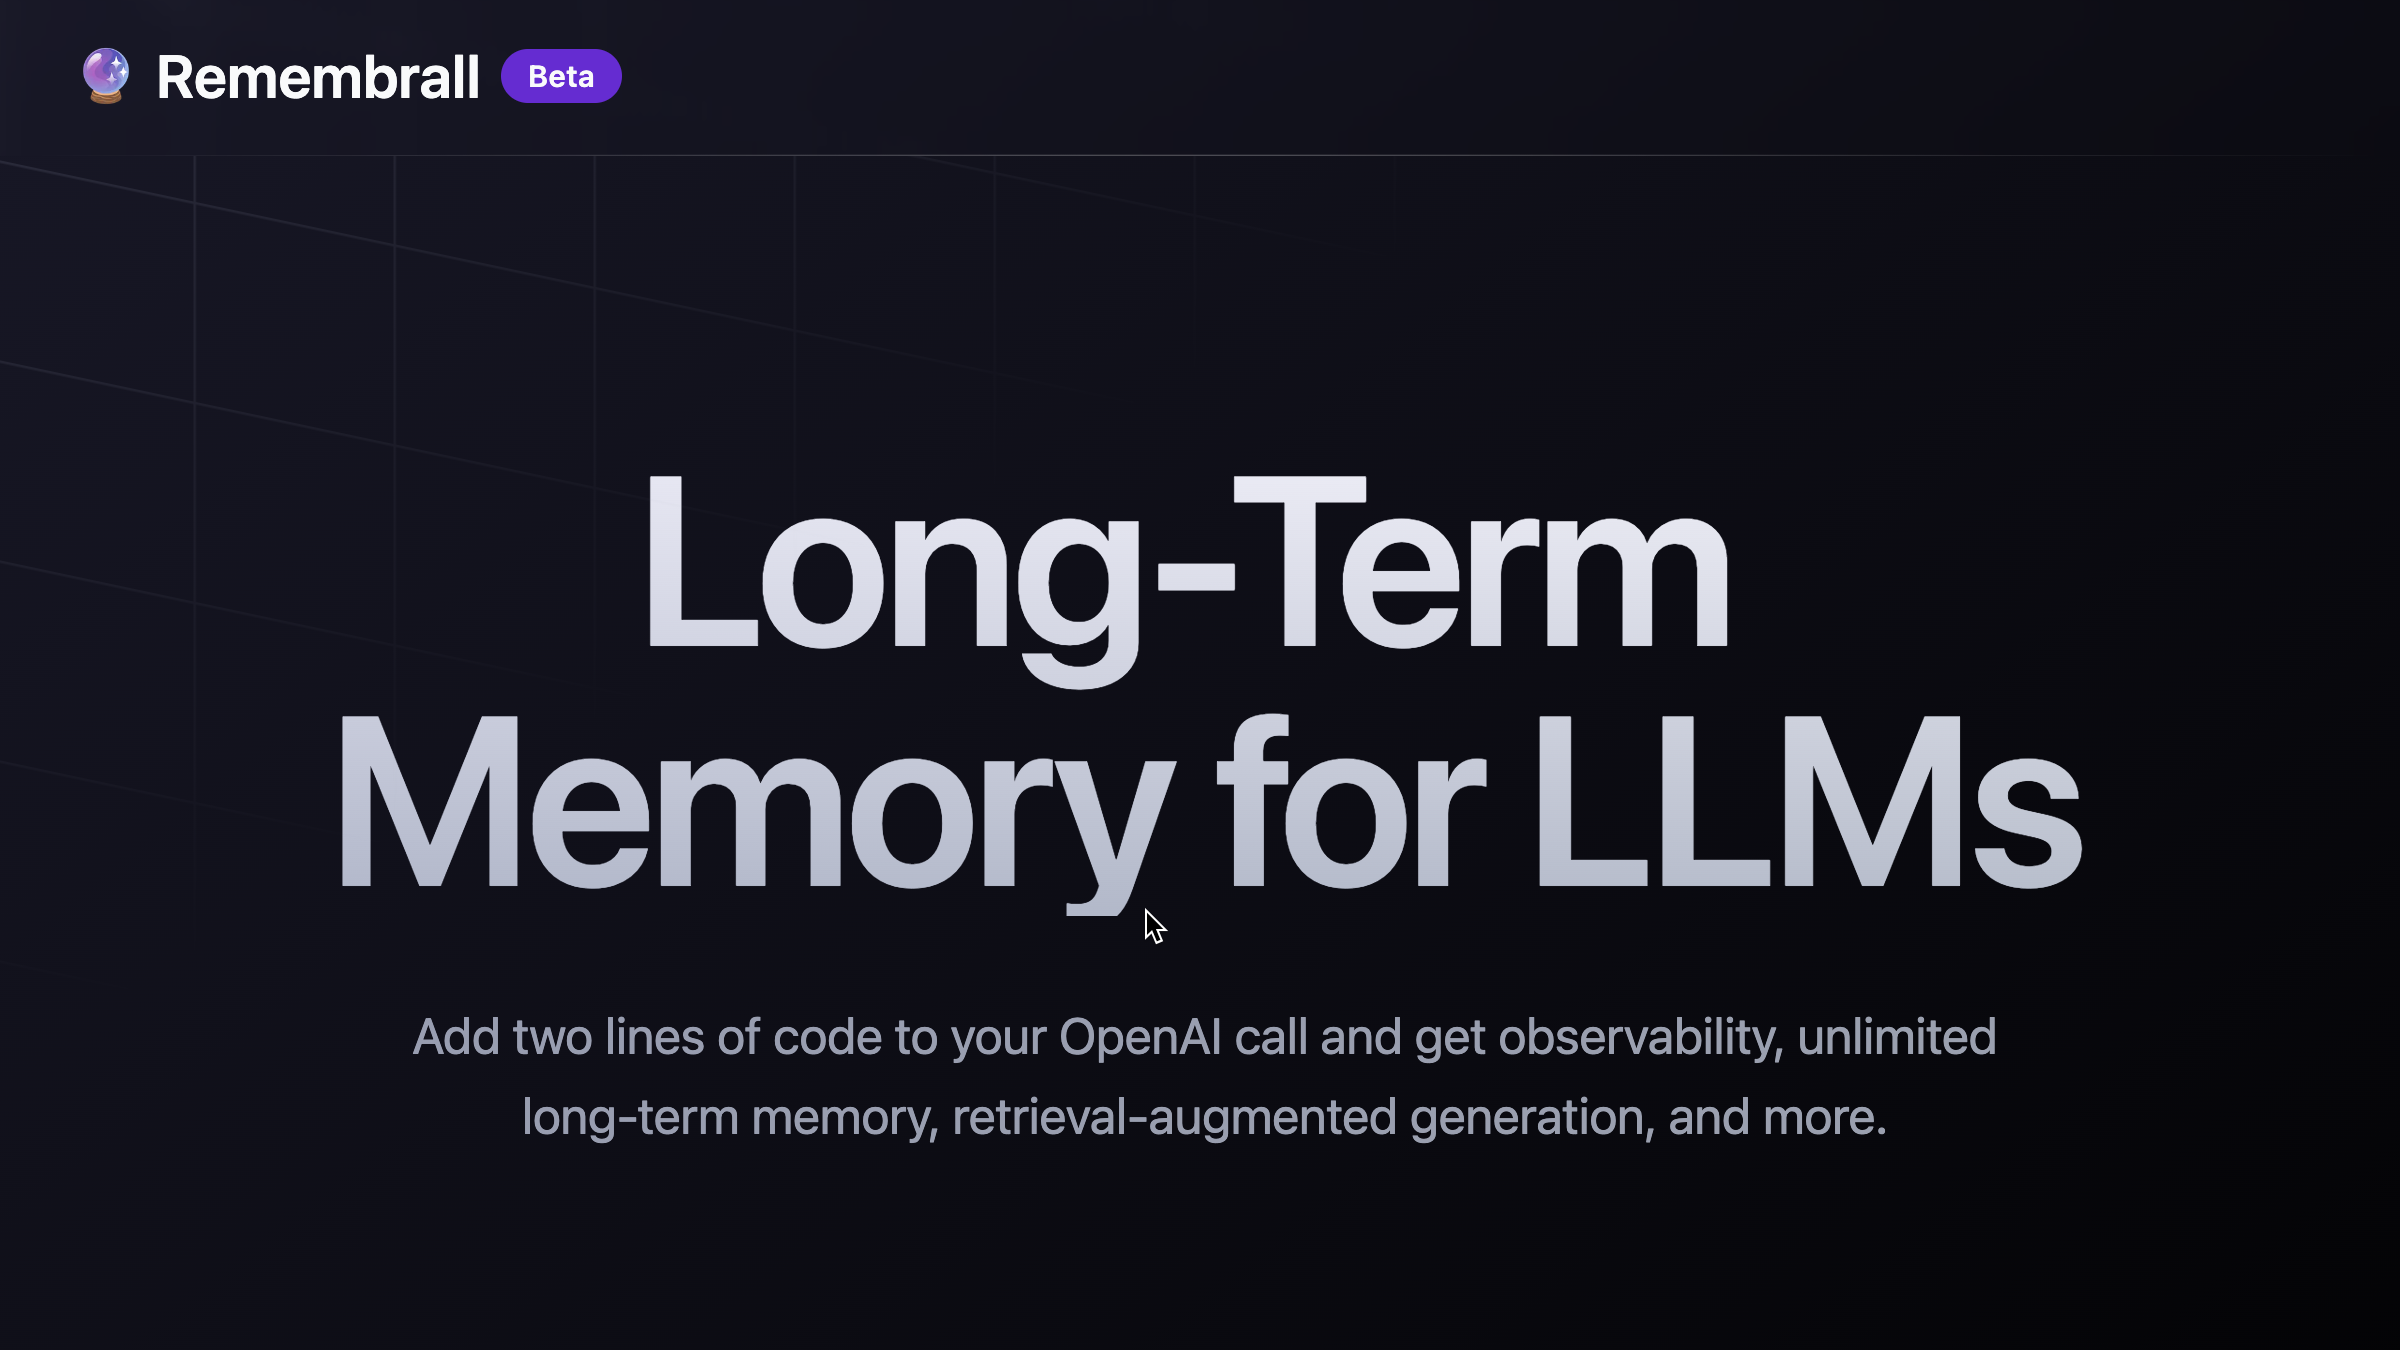 Remembrall Beta
Long-Term
Memory for LLMs
Add two lines of code to your OpenAI call and get observability, unlimited
long-term memory, retrieval-augmented generation, and more.